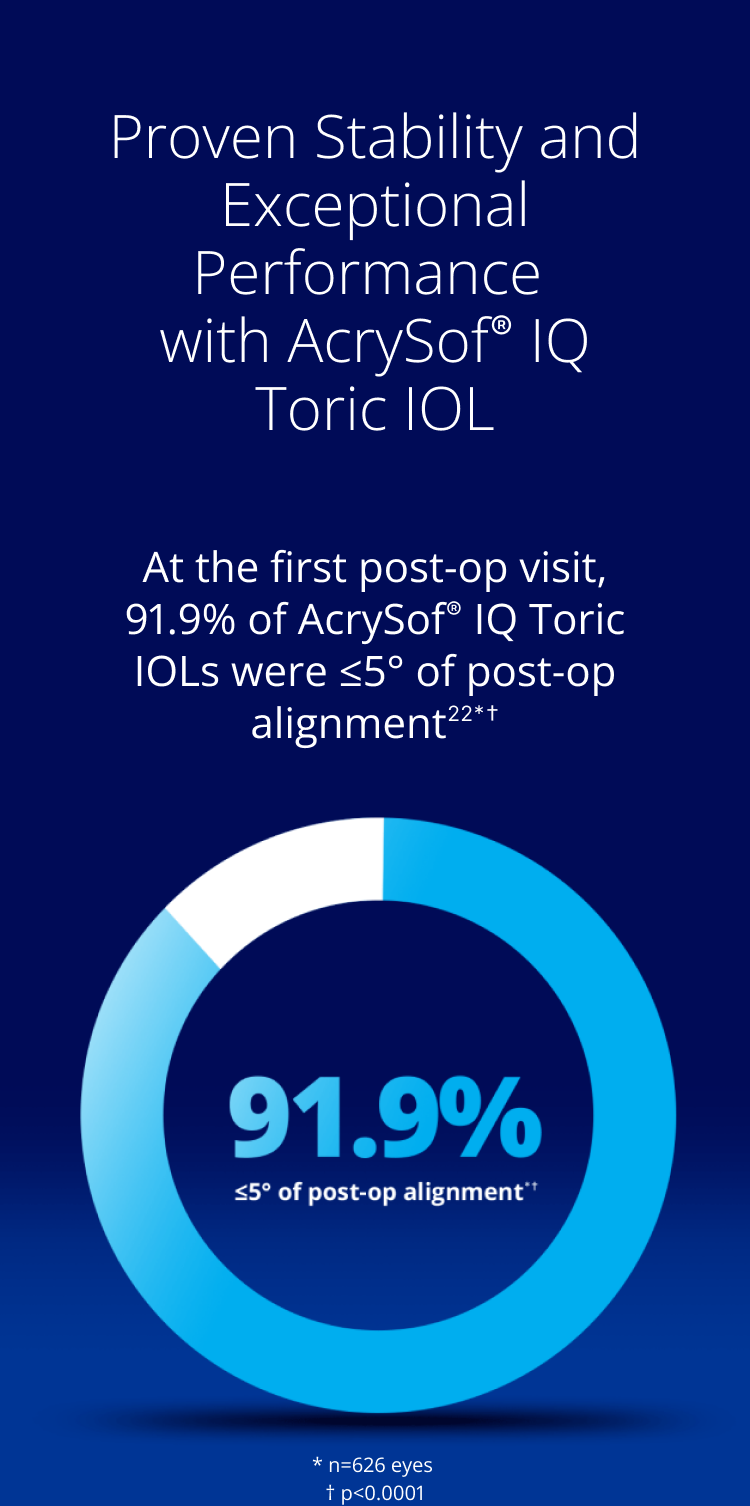 Proven Stability and
Exceptional
Performance
with AcrySof® IQ
Toric IOL
At the first post-op visit,
91.9% of AcrySof® IQ Toric
IOLs were ≤5° of post-op
alignment²²*†
91.9%
≤5° of post-op alignment*†
* n=626 eyes
† p<0.0001